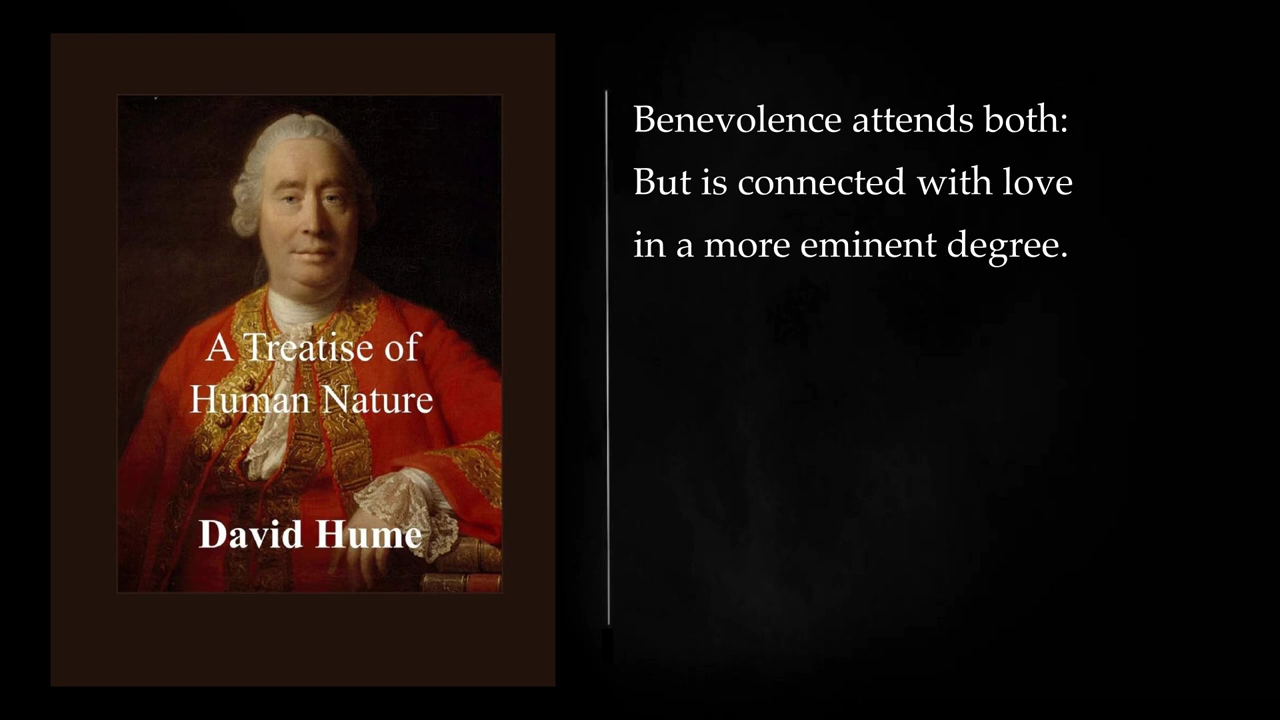 A Treatise of
Human Nature
David Hume
Benevolence attends both:
But is connected with love
in a more eminent degree.